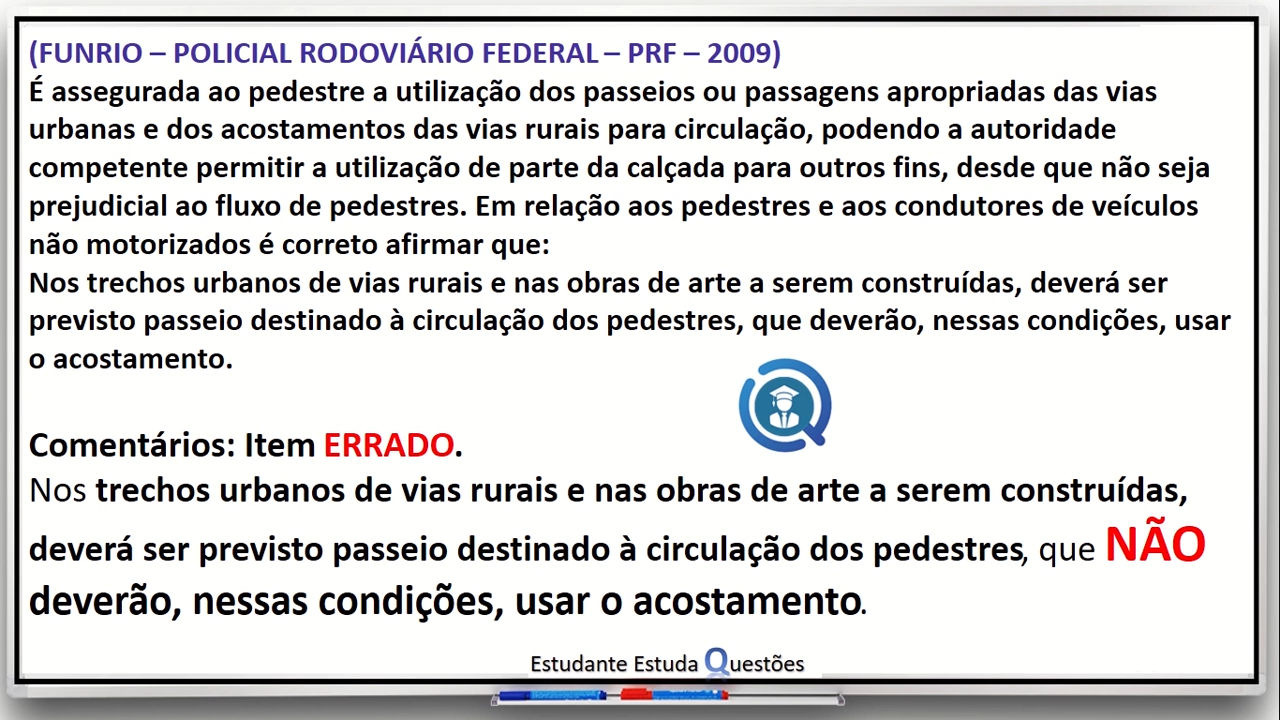 (FUNRIO – POLICIAL RODOVIÁRIO FEDERAL – PRF – 2009)
É assegurada ao pedestre a utilização dos passeios ou passagens apropriadas das vias
urbanas e dos acostamentos das vias rurais para circulação, podendo a autoridade
competente permitir a utilização de parte da calçada para outros fins, desde que não seja
prejudicial ao fluxo de pedestres. Em relação aos pedestres e aos condutores de veículos
não motorizados é correto afirmar que:
Nos trechos urbanos de vias rurais e nas obras de arte a serem construídas, deverá ser
previsto passeio destinado à circulação dos pedestres, que deverão, nessas condições, usar
o acostamento.
Comentários: Item ERRADO.
Nos trechos urbanos de vias rurais e nas obras de arte a serem construídas,
deverá ser previsto passeio destinado à circulação dos pedestres, que NÃO
deverão, nessas condições, usar o acostamento.
Estudante Estuda Questões